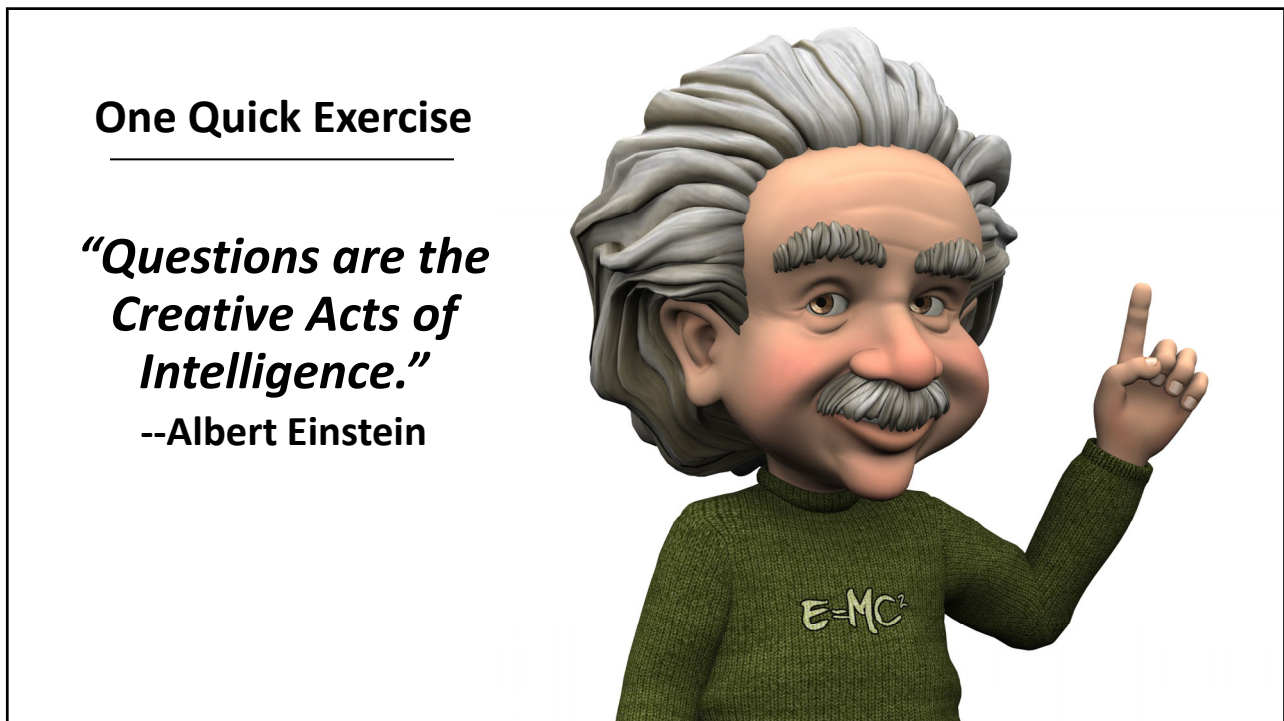 One Quick Exercise
“Questions are the
Creative Acts of
Intelligence.”
--Albert Einstein
E=MC²